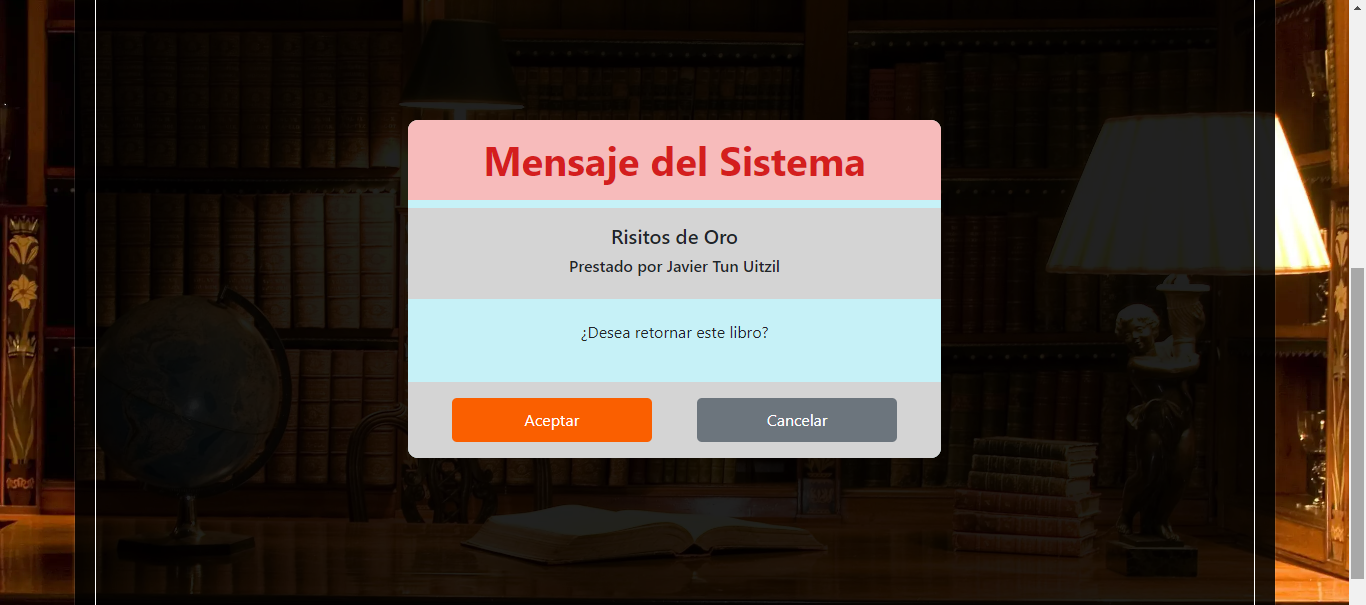 Mensaje del Sistema
Risitos de Oro
Prestado por Javier Tun Uitzil
¿Desea retornar este libro?
Aceptar
Cancelar